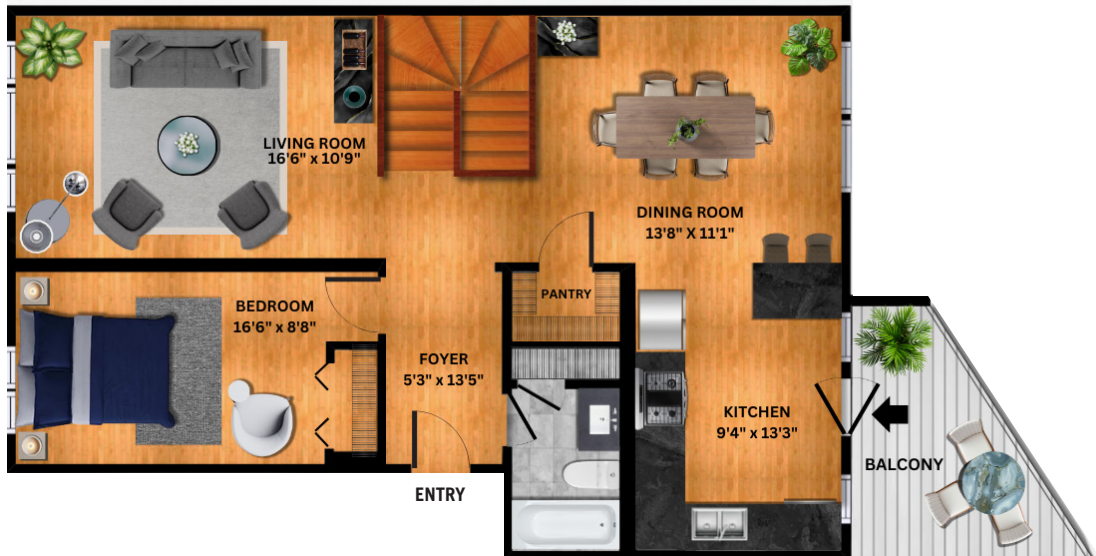 LIVING ROOM
16'6" x 10'9"
DINING ROOM
13'8" X 11'1"
PANTRY
BEDROOM
16'6" x 8'8"
FOYER
5'3" x 13'5"
KITCHEN
9'4" x 13'3"
BALCONY
ENTRY